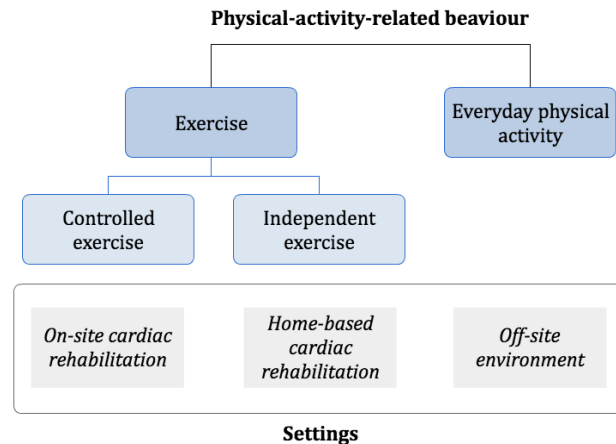 Physical-activity-related beaviour
Exercise
Everyday physical
activity
Controlled
exercise
Independent
exercise
On-site cardiac
rehabilitation
Home-based
cardiac
rehabilitation
Off-site
environment
Settings